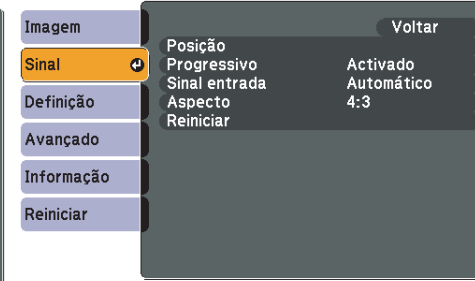 Imagem
Sinal
Definição
Avançado
Informação
Reiniciar
Voltar
Posição
Progressivo Activado
Sinal entrada Automático
Aspecto 4:3
Reiniciar